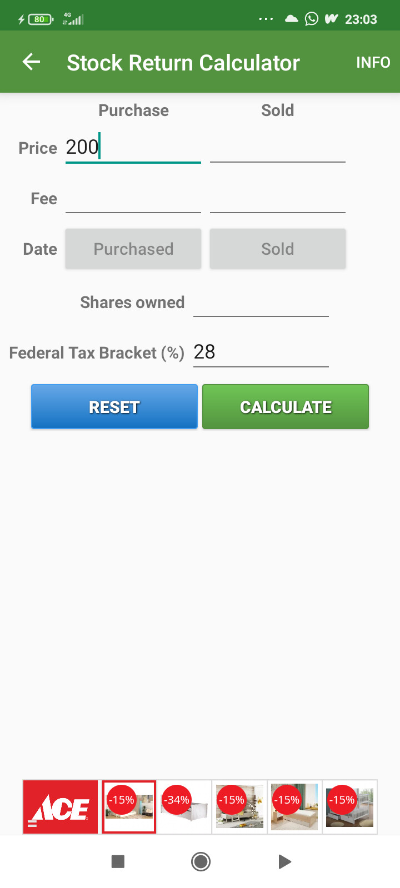 80
4G
23:03
Stock Return Calculator
INFO
Purchase Sold
Price 200
Fee
Date Purchased Sold
Shares owned
Federal Tax Bracket (%) 28
RESET CALCULATE
ACE -15% -34% -15% -15% -15%